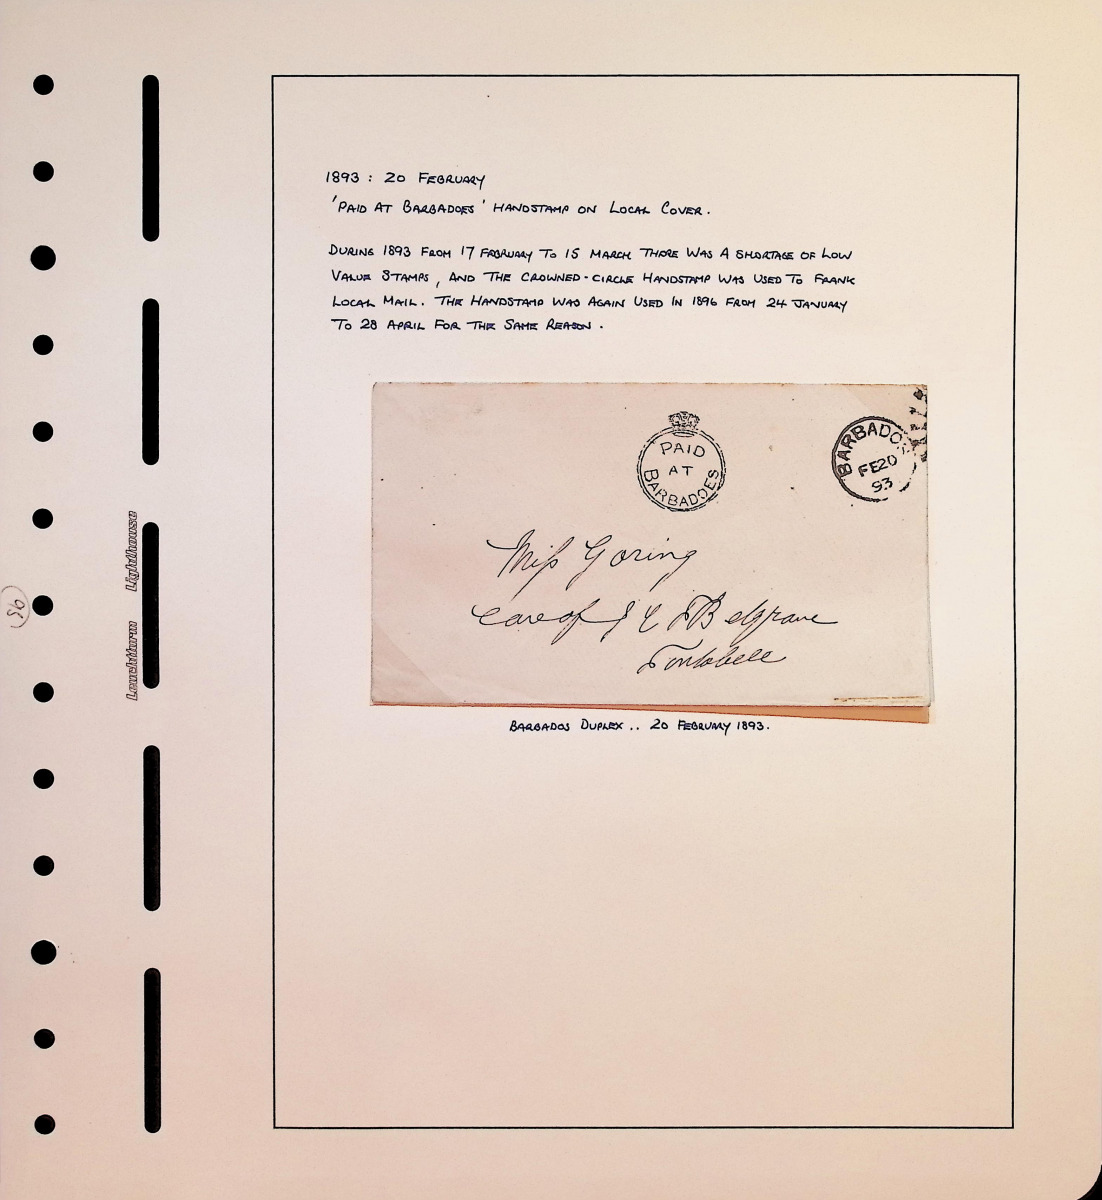 1893 : 20 FEBRUARY
'PAID AT BARBADOES' HANDSTAMP ON LOCAL COVER.
DURING 1893 FROM 17 FEBRUARY TO 15 MARCH THERE WAS A SHORTAGE OF LOW
VALUE STAMPS, AND THE CROWNED-CIRCLE HANDSTAMP WAS USED TO FRANK
LOCAL MAIL. THE HANDSTAMP WAS AGAIN USED IN 1896 FROM 24 JANUARY
TO 28 APRIL FOR THE SAME REASON.
PAID
AT
BARBADOES
BARBADOS
FE20
93
Miss Goring
care of J E Belgrave
Fontabelle
BARBADOS DUPLEX .. 20 FEBRUARY 1893.
Leuchtturm Lighthouse